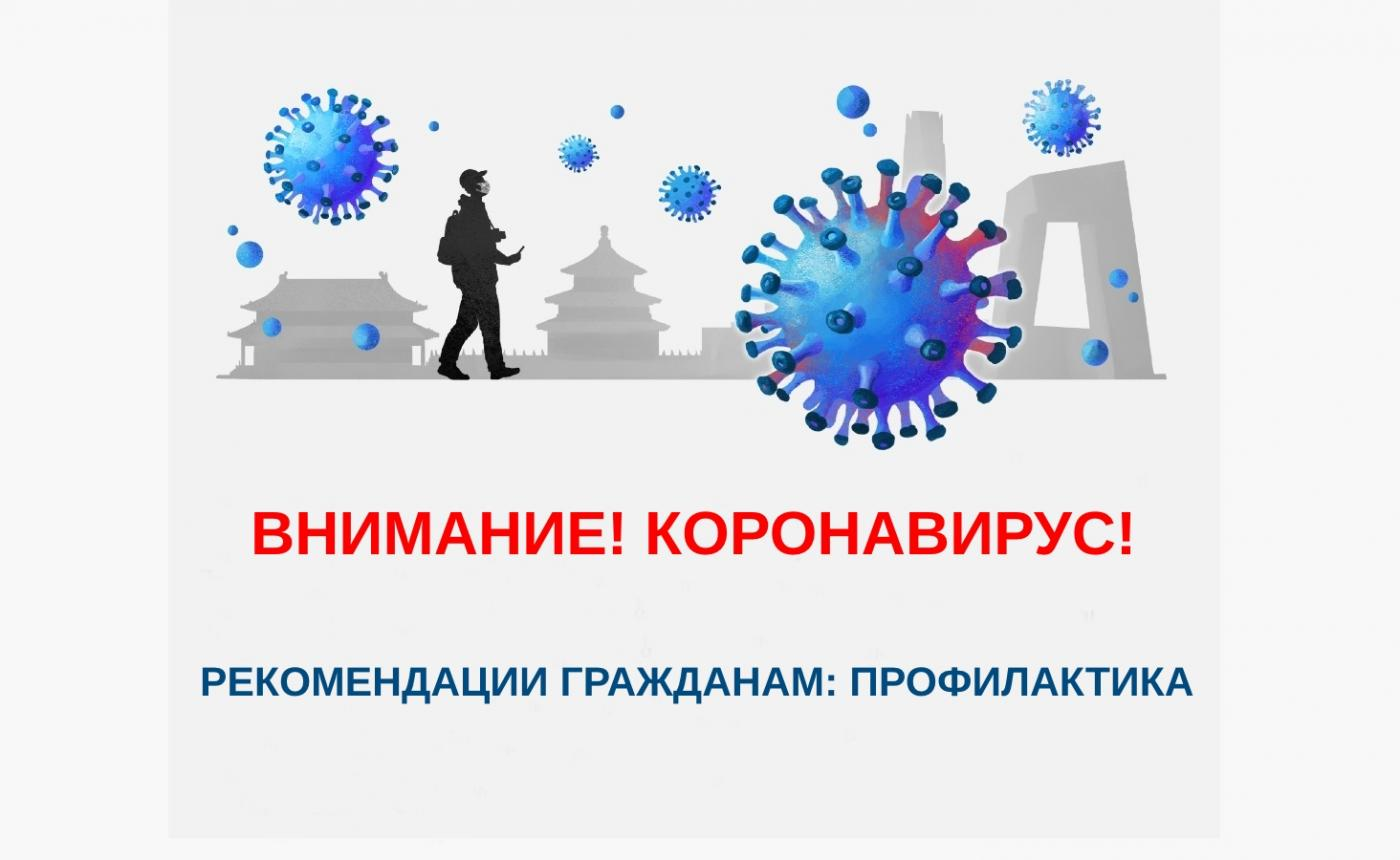 ВНИМАНИЕ! КОРОНАВИРУС!
РЕКОМЕНДАЦИИ ГРАЖДАНАМ: ПРОФИЛАКТИКА